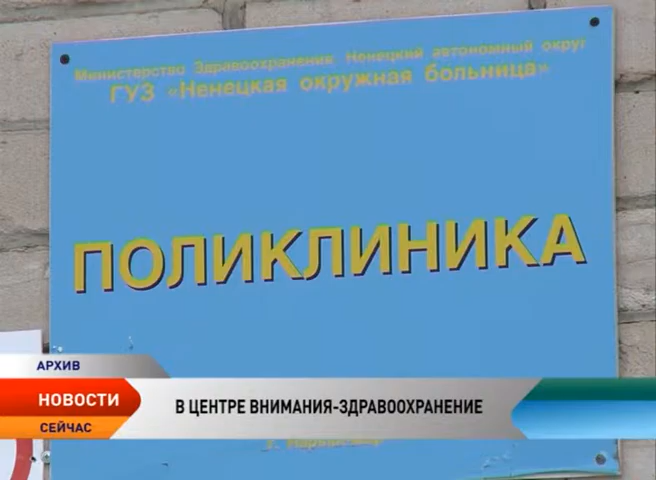 Министерство Здравоохранения Ненецкий автономный округ
ГУЗ «Ненецкая окружная больница»
ПОЛИКЛИНИКА
АРХИВ
НОВОСТИ
В ЦЕНТРЕ ВНИМАНИЯ-ЗДРАВООХРАНЕНИЕ
СЕЙЧАС